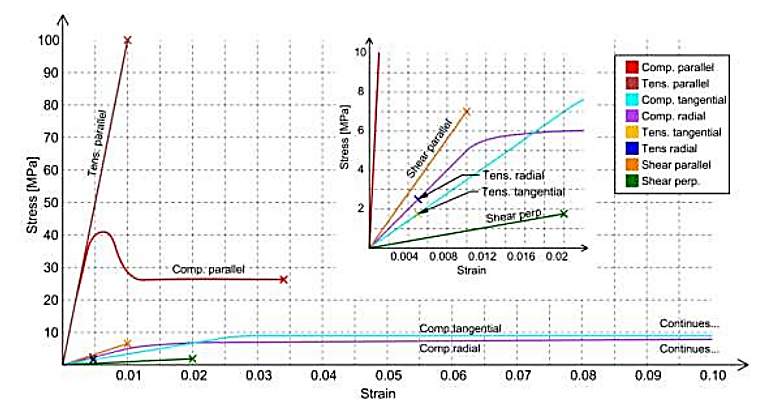 Stress [MPa]
100
90
80
70
60
50
40
30
20
10
0.01
0.02
0.03
0.04
0.05
0.06
0.07
0.08
0.09
0.10
Strain
Tens. parallel
Comp. parallel
Comp.tangential
Comp.radial
Continues...
Continues...
Stress [MPa]
10
8
6
4
2
0.004
0.008
0.012
0.016
0.02
Strain
Shear parallel
Tens. radial
Tens. tangential
Shear perp.
Comp. parallel
Tens. parallel
Comp. tangential
Comp. radial
Tens. tangential
Tens radial
Shear parallel
Shear perp.